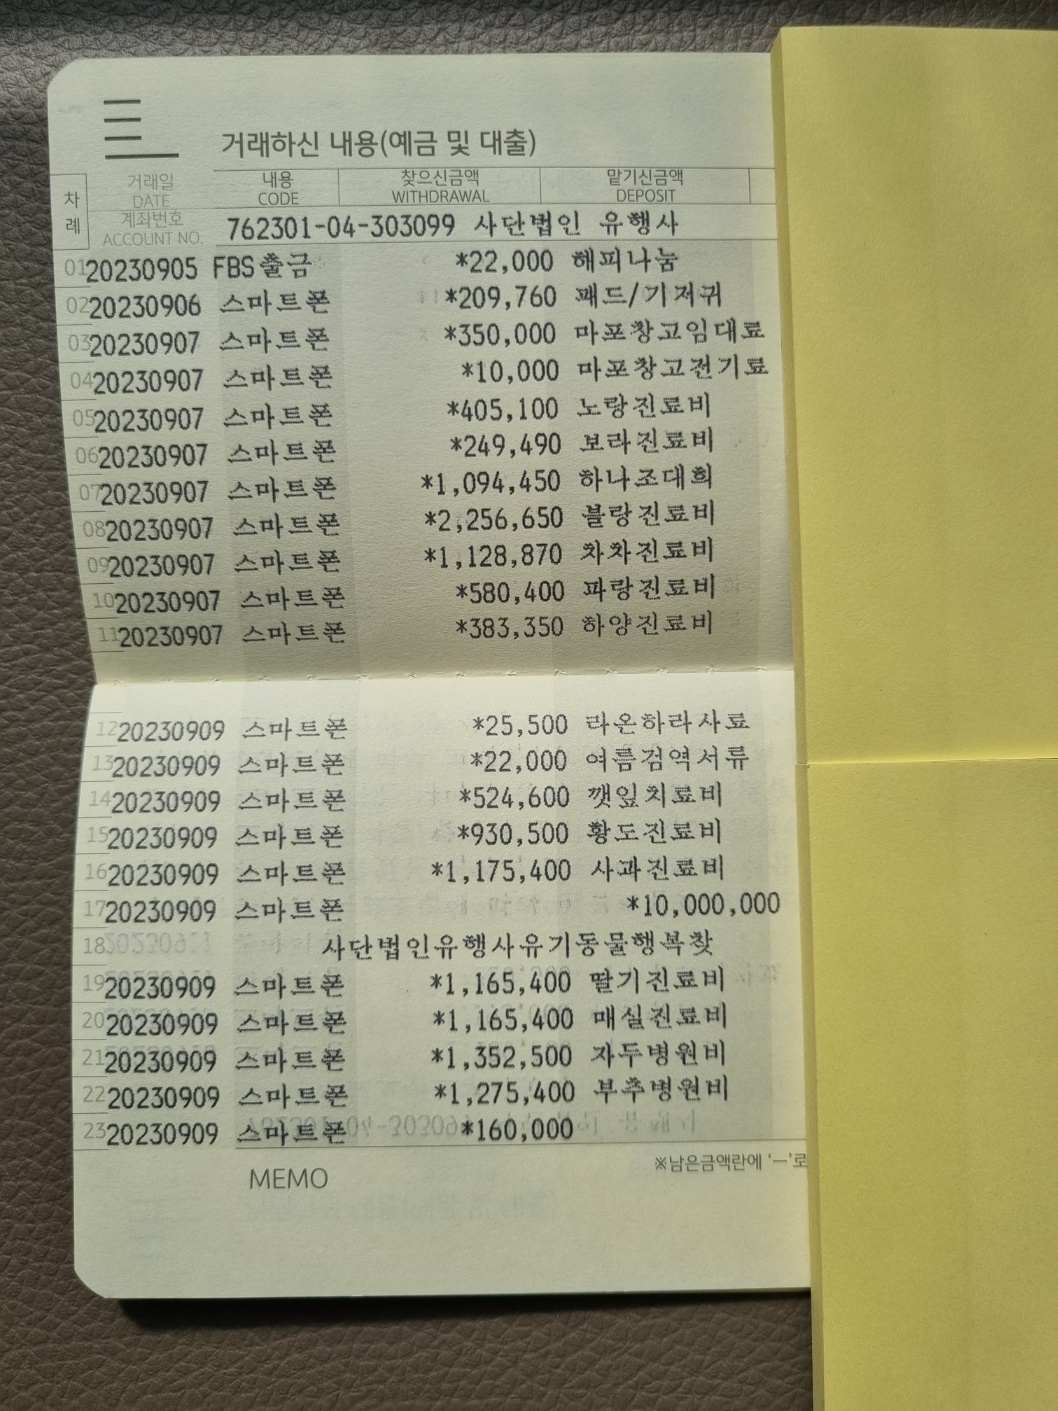 거래하신 내용(예금 및 대출)
차례 거래일 DATE 내용 CODE 찾으신금액 WITHDRAWAL 맡기신금액 DEPOSIT
계좌번호 ACCOUNT NO. 762301-04-303099 사단법인 유행사
01 20230905 FBS출금 *22,000 해피나눔
02 20230906 스마트폰 *209,760 패드/기저귀
03 20230907 스마트폰 *350,000 마포창고임대료
04 20230907 스마트폰 *10,000 마포창고전기료
05 20230907 스마트폰 *405,100 노랑진료비
06 20230907 스마트폰 *249,490 보라진료비
07 20230907 스마트폰 *1,094,450 하나조대희
08 20230907 스마트폰 *2,256,650 블랑진료비
09 20230907 스마트폰 *1,128,870 차차진료비
10 20230907 스마트폰 *580,400 파랑진료비
11 20230907 스마트폰 *383,350 하양진료비
12 20230909 스마트폰 *25,500 라온하라사료
13 20230909 스마트폰 *22,000 여름검역서류
14 20230909 스마트폰 *524,600 깻잎치료비
15 20230909 스마트폰 *930,500 황도진료비
16 20230909 스마트폰 *1,175,400 사과진료비
17 20230909 스마트폰 *10,000,000
18 사단법인유행사유기동물행복찾
19 20230909 스마트폰 *1,165,400 딸기진료비
20 20230909 스마트폰 *1,165,400 매실진료비
21 20230909 스마트폰 *1,352,500 자두병원비
22 20230909 스마트폰 *1,275,400 부추병원비
23 20230909 스마트폰 *160,000
MEMO
※남은금액란에 '-'로